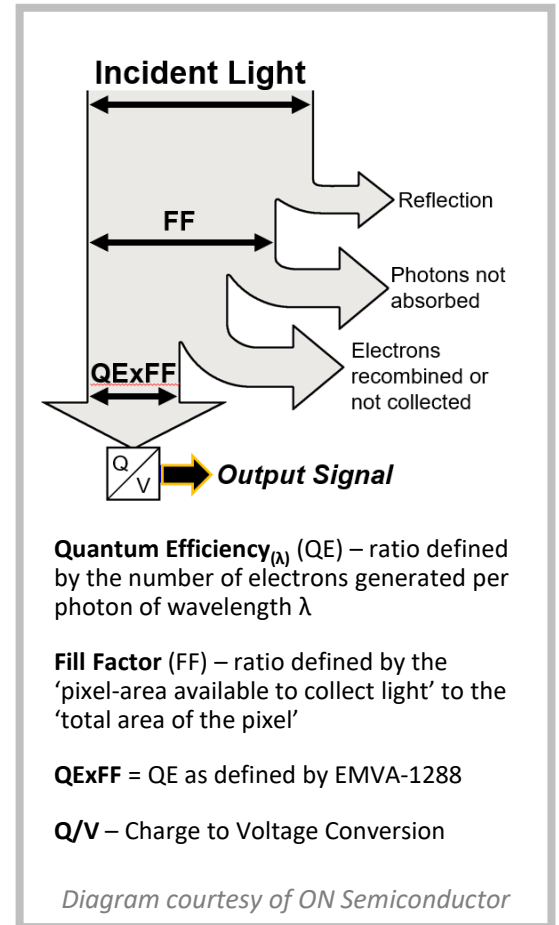 Incident Light
Reflection
FF
Photons not
absorbed
Electrons
recombined or
not collected
QExFF
Q
V
Output Signal
Quantum Efficiency(λ) (QE) – ratio defined
by the number of electrons generated per
photon of wavelength λ
Fill Factor (FF) – ratio defined by the
‘pixel-area available to collect light’ to the
‘total area of the pixel’
QExFF = QE as defined by EMVA-1288
Q/V – Charge to Voltage Conversion
Diagram courtesy of ON Semiconductor